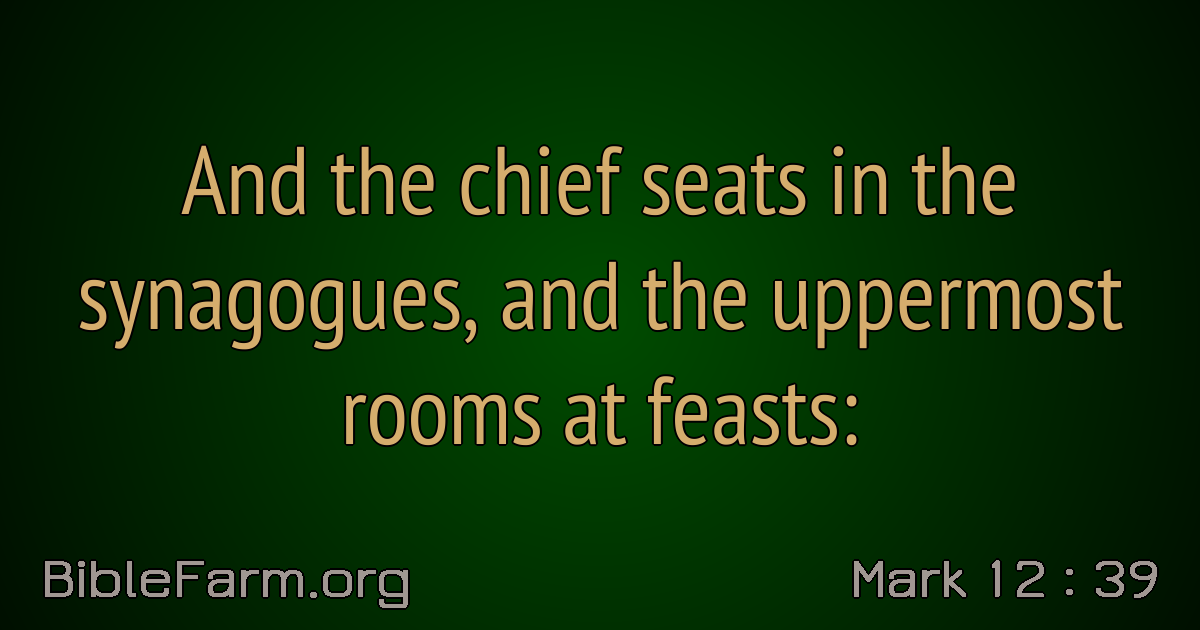 And the chief seats in the
synagogues, and the uppermost
rooms at feasts:
BibleFarm.org
Mark 12 : 39